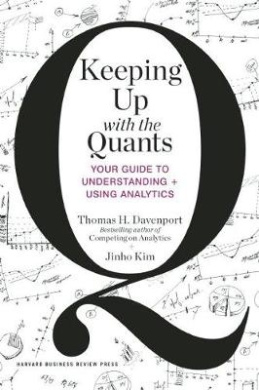 Keeping
Up
with the
Quants
YOUR GUIDE TO
UNDERSTANDING +
USING ANALYTICS
Thomas H. Davenport
Bestselling author of
Competing on Analytics
+
Jinho Kim
HARVARD BUSINESS REVIEW PRESS